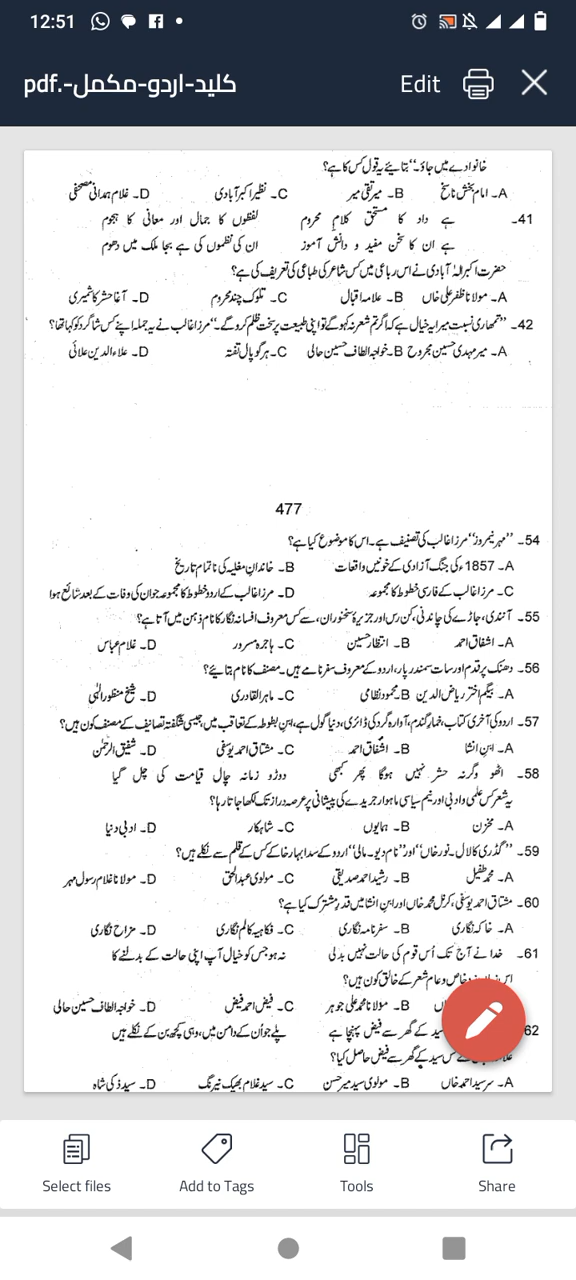 12:51
کلید-اردو-مکمل-.pdf
Edit
خانوادے میں جاؤ۔‘‘ بتایئے یہ قول کس کا ہے؟
A۔ امام بخش ناسخ B۔ میر تقی میر C۔ نظیر اکبر آبادی D۔ غلام ہمدانی مصحفی
41۔ ہے داد کا مستحق کلام محروم لفظوں کا جمال اور معانی کا ہجوم
ہے ان کا سخن مفید و دانش آموز ان کی نظموں کی ہے بجا ملک میں دھوم
حضرت اکبر الہٰ آبادی نے اس رباعی میں کس شاعر کی طباعی کی تعریف کی ہے؟
A۔ مولانا ظفر علی خاں B۔ علامہ اقبال C۔ تلوک چند محروم D۔ آغا حشر کاشمیری
42۔ ’’تمھاری نسبت میرا یہ خیال ہے کہ اگر تم شعر نہ کہو گے تو اپنی طبیعت پر سخت ظلم کرو گے۔‘‘ مرزا غالب نے یہ جملہ اپنے کس شاگرد کو کہا تھا؟
A۔ میر مہدی حسین مجروح B۔ خواجہ الطاف حسین حالی C۔ ہرگوپال تفتہ D۔ علاء الدین علائی
477
54۔ ’’مہر نیمروز‘‘ مرزا غالب کی تصنیف ہے۔ اس کا موضوع کیا ہے؟
A۔ 1857ء کی جنگ آزادی کے خونیں واقعات B۔ خاندان مغلیہ کی ناتمام تاریخ
C۔ مرزا غالب کے فارسی خطوط کا مجموعہ D۔ مرزا غالب کے اردو خطوط کا مجموعہ جو ان کی وفات کے بعد شائع ہوا
55۔ آنندی، جاڑے کی چاندنی، کن رس اور جزیرۂ سخنوران، سے کس معروف افسانہ نگار کا نام ذہن میں آتا ہے؟
A۔ اشفاق احمد B۔ انتظار حسین C۔ ہاجرہ مسرور D۔ غلام عباس
56۔ دھنک پر قدم اور سات سمندر پار، اردو کے معروف سفرنامے ہیں۔ مصنف کا نام بتائیے؟
A۔ بیگم اختر ریاض الدین B۔ محمود نظامی C۔ ماہر القادری D۔ شیخ منظور الٰہی
57۔ اردو کی آخری کتاب، خمار گندم، آوارہ گرد کی ڈائری، دنیا گول ہے، ابن بطوطہ کے تعاقب میں، جیسی شگفتہ تصانیف کے مصنف کون ہیں؟
A۔ ابن انشا B۔ اشفاق احمد C۔ مشتاق احمد یوسفی D۔ شفیق الرحمٰن
58۔ اٹھو وگرنہ حشر نہیں ہوگا پھر کبھی دوڑو زمانہ چال قیامت کی چل گیا
یہ شعر کس علمی و ادبی اور نیم سیاسی ماہوار جریدے کی پیشانی پر عرصہ دراز تک لکھا جاتا رہا؟
A۔ مخزن B۔ ہمایوں C۔ شاہکار D۔ ادبی دنیا
59۔ ’’گڈری کا لال۔ نور خاں‘‘ اور ’’نام دیو۔ مالی‘‘ اردو کے سدا بہار خاکے کس کے قلم سے نکلے ہیں؟
A۔ محمد طفیل B۔ رشید احمد صدیقی C۔ مولوی عبدالحق D۔ مولانا غلام رسول مہر
60۔ مشتاق احمد یوسفی، کرنل محمد خاں اور ابن انشا میں قدر مشترک کیا ہے؟
A۔ خاکہ نگاری B۔ سفرنامہ نگاری C۔ فکاہیہ کالم نگاری D۔ مزاح نگاری
61۔ خدا نے آج تک اُس قوم کی حالت نہیں بدلی نہ ہو جس کو خیال آپ اپنی حالت کے بدلنے کا
خاص و عام شعر کے خالق کون ہیں؟
B۔ مولانا محمد علی جوہر C۔ فیض احمد فیض D۔ خواجہ الطاف حسین حالی
62 سید کے گھر سے فیض پہنچا ہے پلے جو اُن کے دامن میں، وہی کچھ بن کے نکلے ہیں
کس سید کے گھر سے فیض حاصل کیا؟
A۔ سرسید احمد خاں B۔ مولوی سید میر حسن C۔ سید غلام بھیک نیرنگ D۔ سید ذکی شاہ
Select files
Add to Tags
Tools
Share